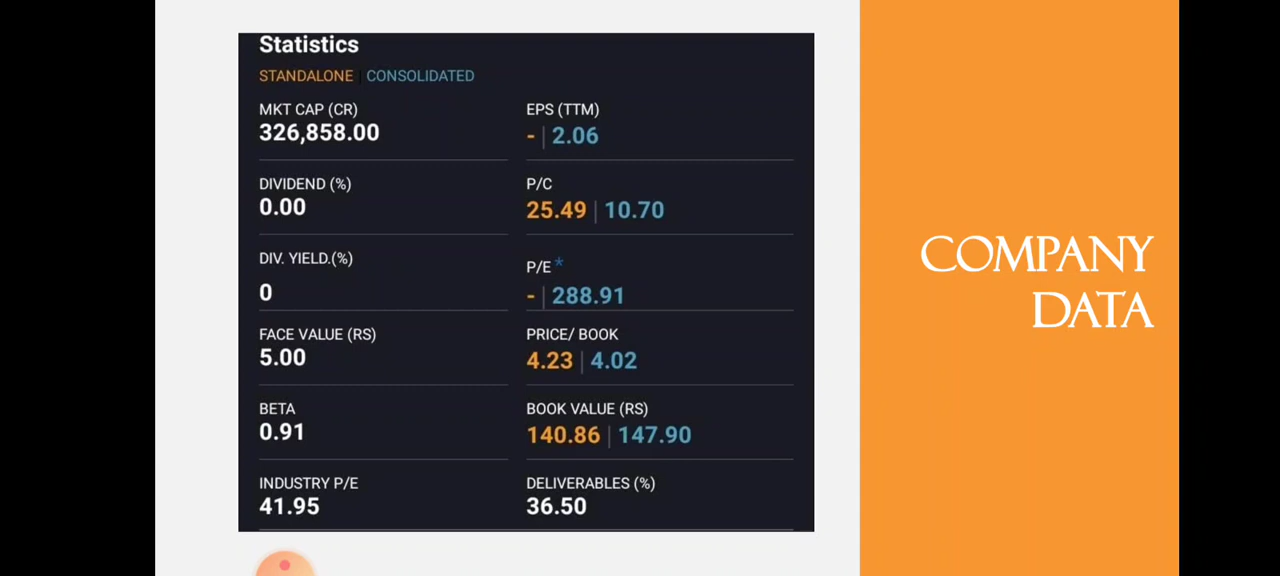 Statistics
STANDALONE | CONSOLIDATED
MKT CAP (CR)
326,858.00
EPS (TTM)
- | 2.06
DIVIDEND (%)
0.00
P/C
25.49 | 10.70
DIV. YIELD.(%)
0
P/E *
- | 288.91
FACE VALUE (RS)
5.00
PRICE/ BOOK
4.23 | 4.02
BETA
0.91
BOOK VALUE (RS)
140.86 | 147.90
INDUSTRY P/E
41.95
DELIVERABLES (%)
36.50
COMPANY
DATA